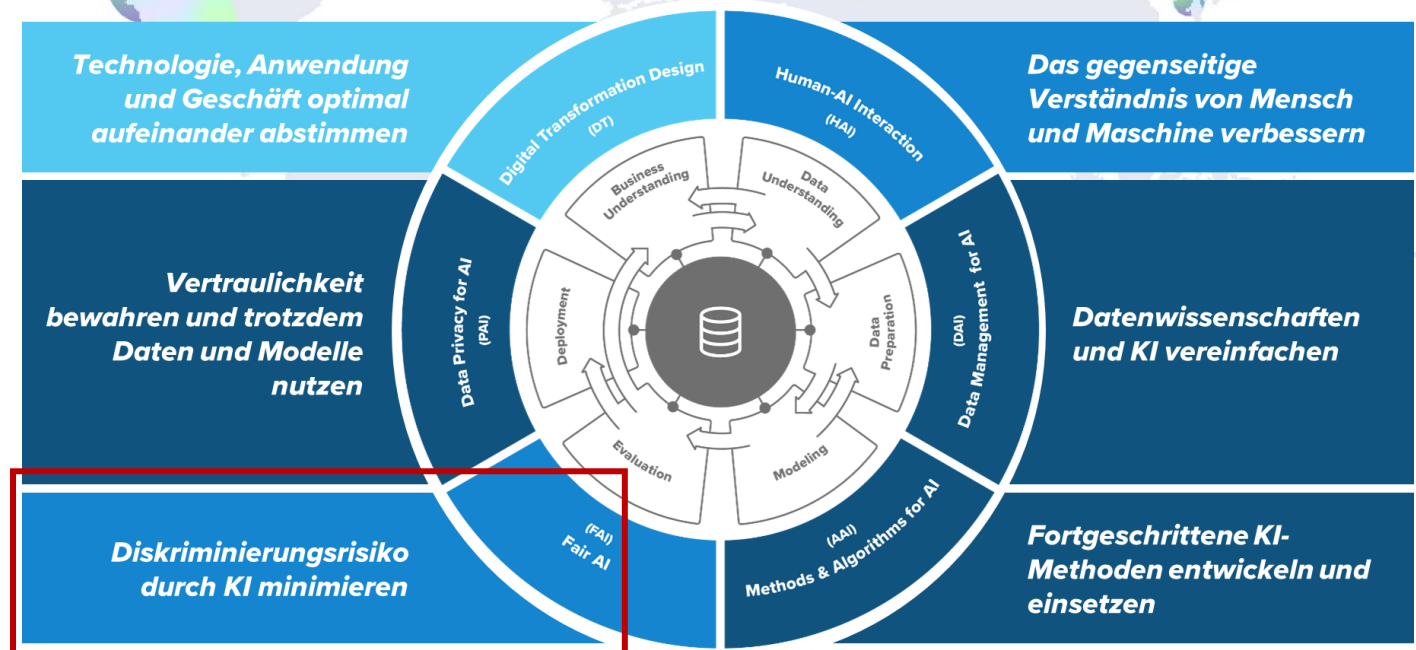 Technologie, Anwendung
und Geschäft optimal
aufeinander abstimmen
Digital Transformation Design
(DT)
Human-AI Interaction
(HAI)
Das gegenseitige
Verständnis von Mensch
und Maschine verbessern
Business
Understanding
Data
Understanding
Vertraulichkeit
bewahren und trotzdem
Daten und Modelle
nutzen
Data Privacy for AI
(PAI)
Deployment
Data
Preparation
(DAI)
Data Management for AI
Datenwissenschaften
und KI vereinfachen
Evaluation
Modeling
Diskriminierungsrisiko
durch KI minimieren
(FAI)
Fair AI
(AAI)
Methods & Algorithms for AI
Fortgeschrittene KI-
Methoden entwickeln und
einsetzen